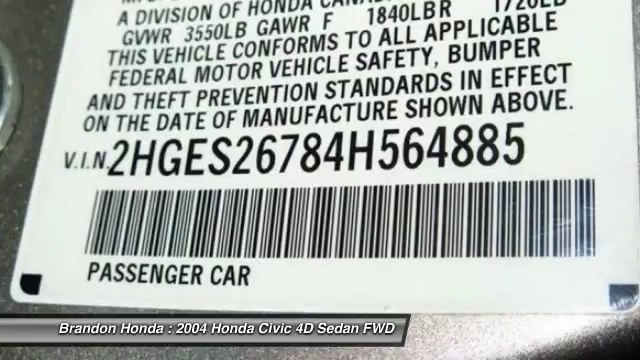 A DIVISION OF HONDA CANADA
GVWR 3550LB GAWR F 1840LBR 1720LB
THIS VEHICLE CONFORMS TO ALL APPLICABLE
FEDERAL MOTOR VEHICLE SAFETY, BUMPER
AND THEFT PREVENTION STANDARDS IN EFFECT
ON THE DATE OF MANUFACTURE SHOWN ABOVE.
V.I.N. 2HGES26784H564885
PASSENGER CAR
Brandon Honda : 2004 Honda Civic 4D Sedan FWD